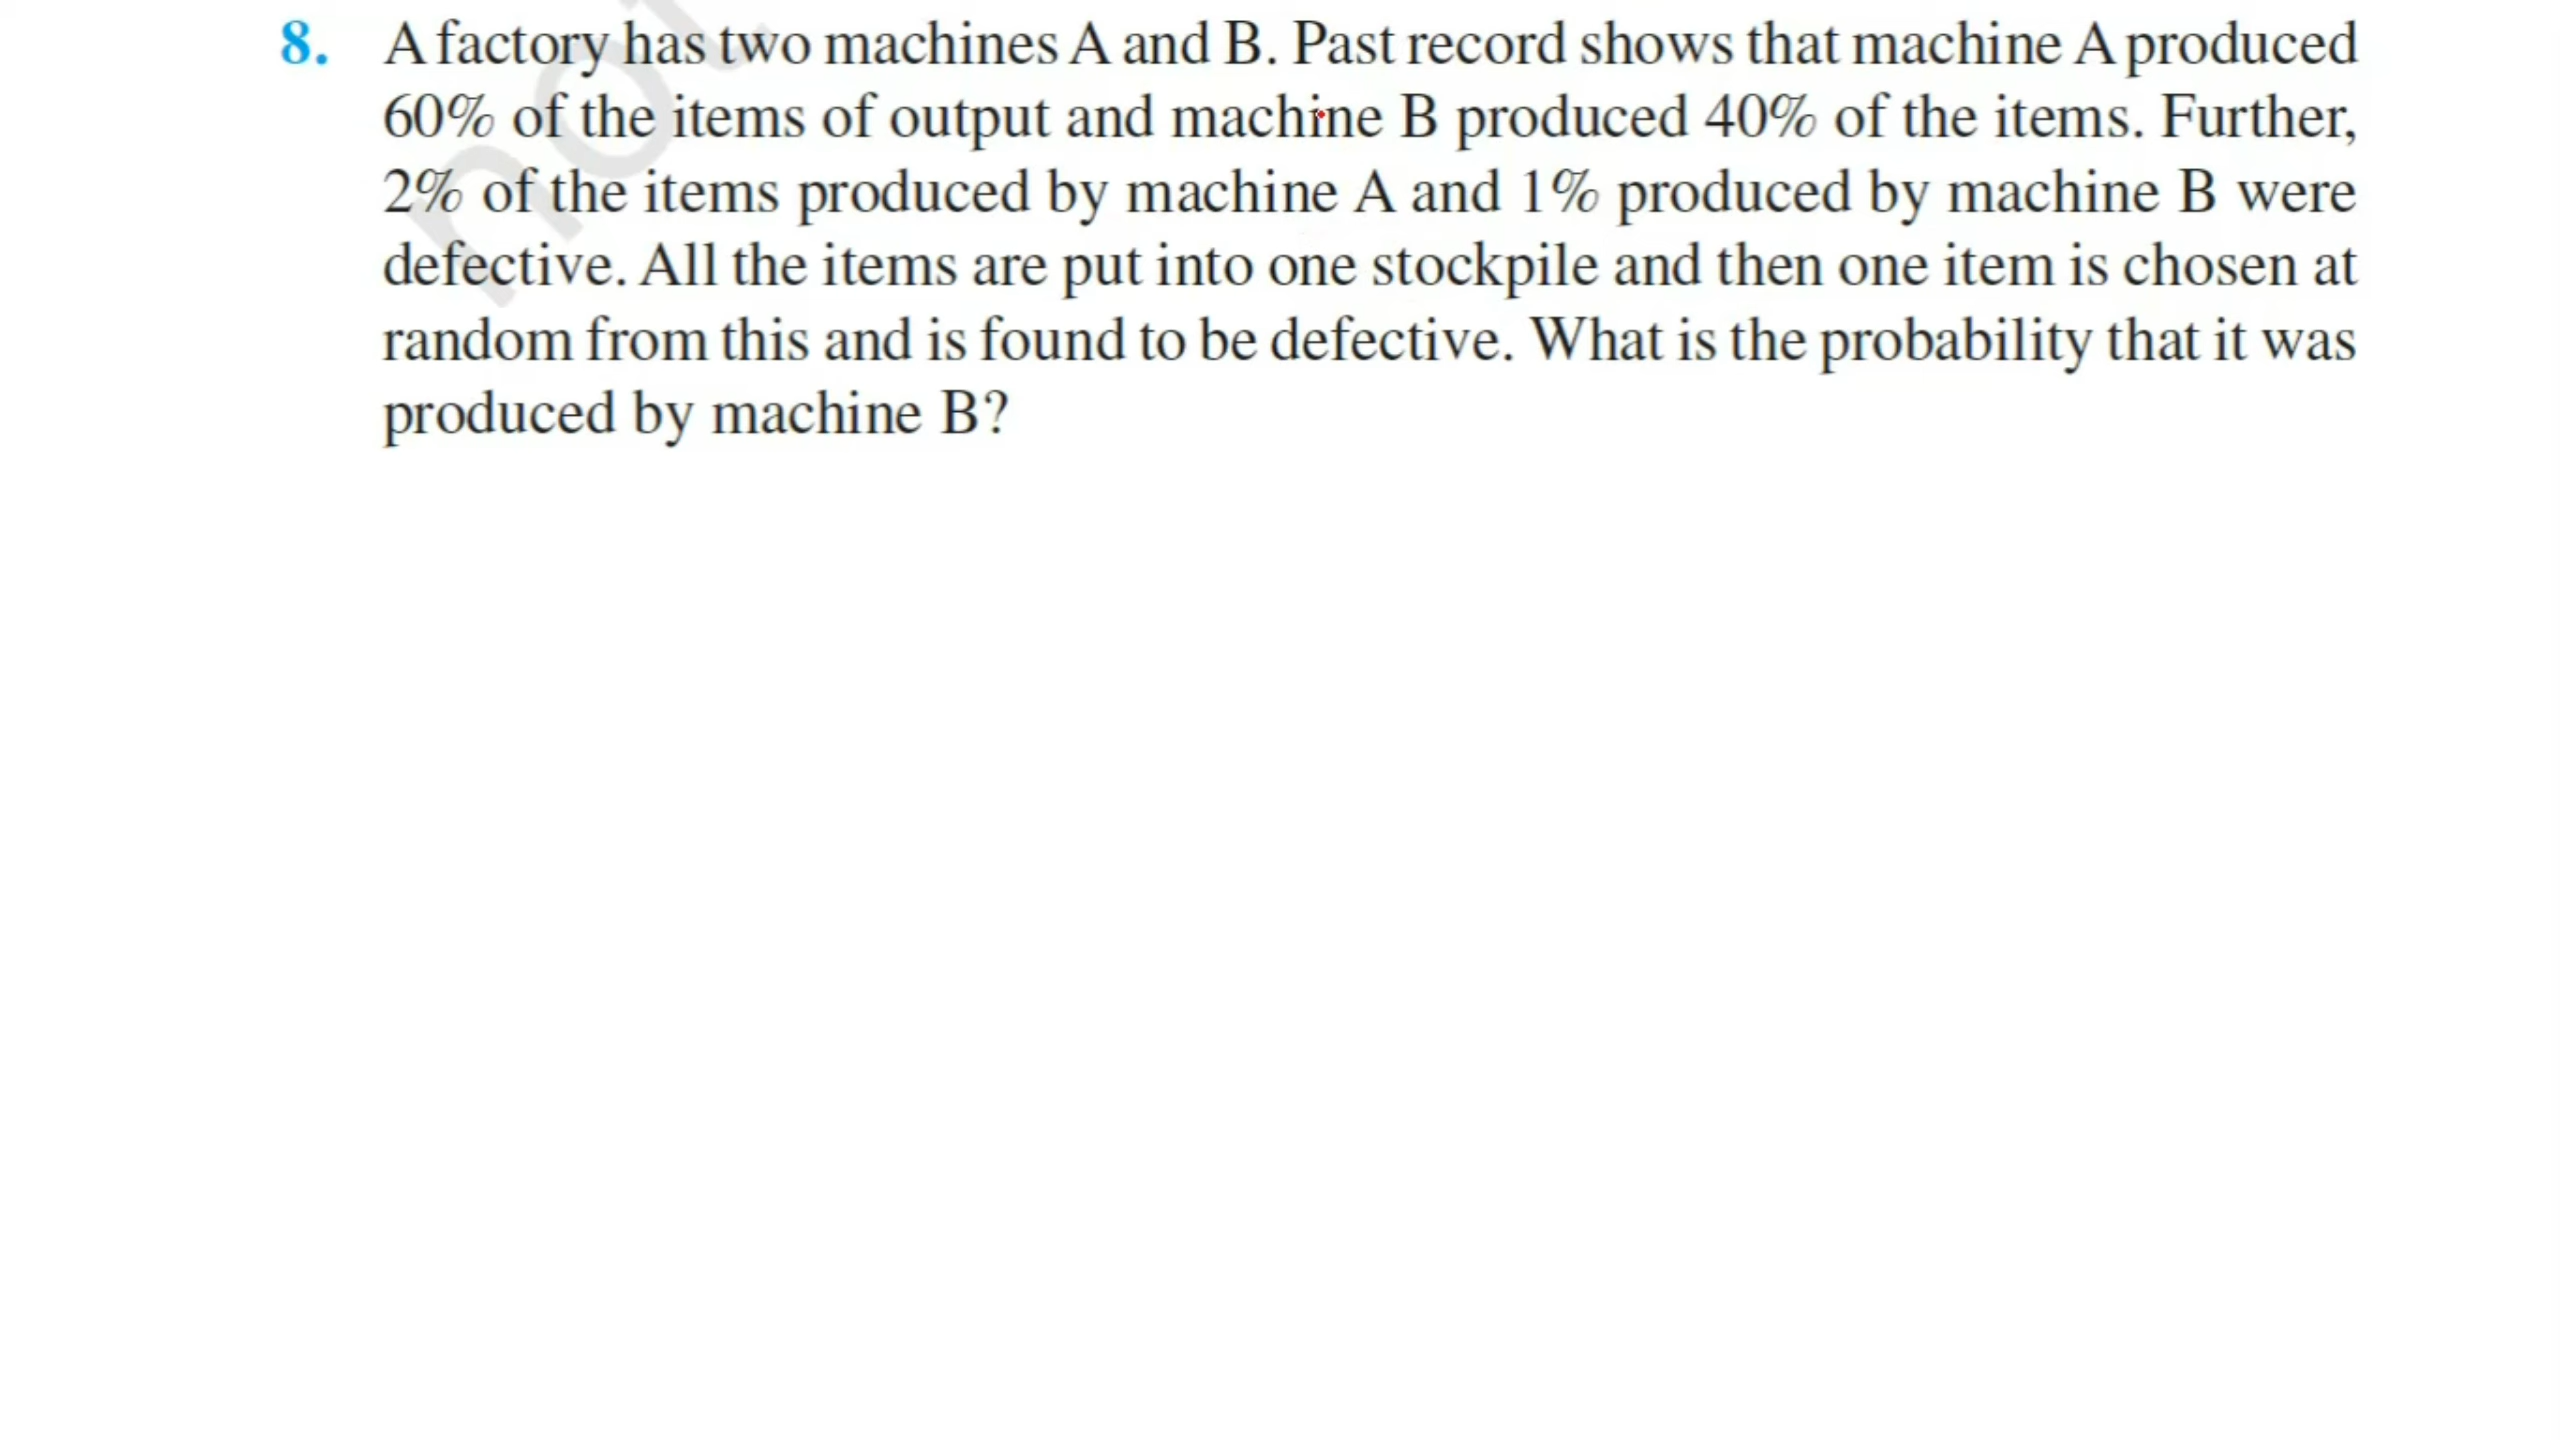 8. A factory has two machines A and B. Past record shows that machine A produced
60% of the items of output and machine B produced 40% of the items. Further,
2% of the items produced by machine A and 1% produced by machine B were
defective. All the items are put into one stockpile and then one item is chosen at
random from this and is found to be defective. What is the probability that it was
produced by machine B?
not